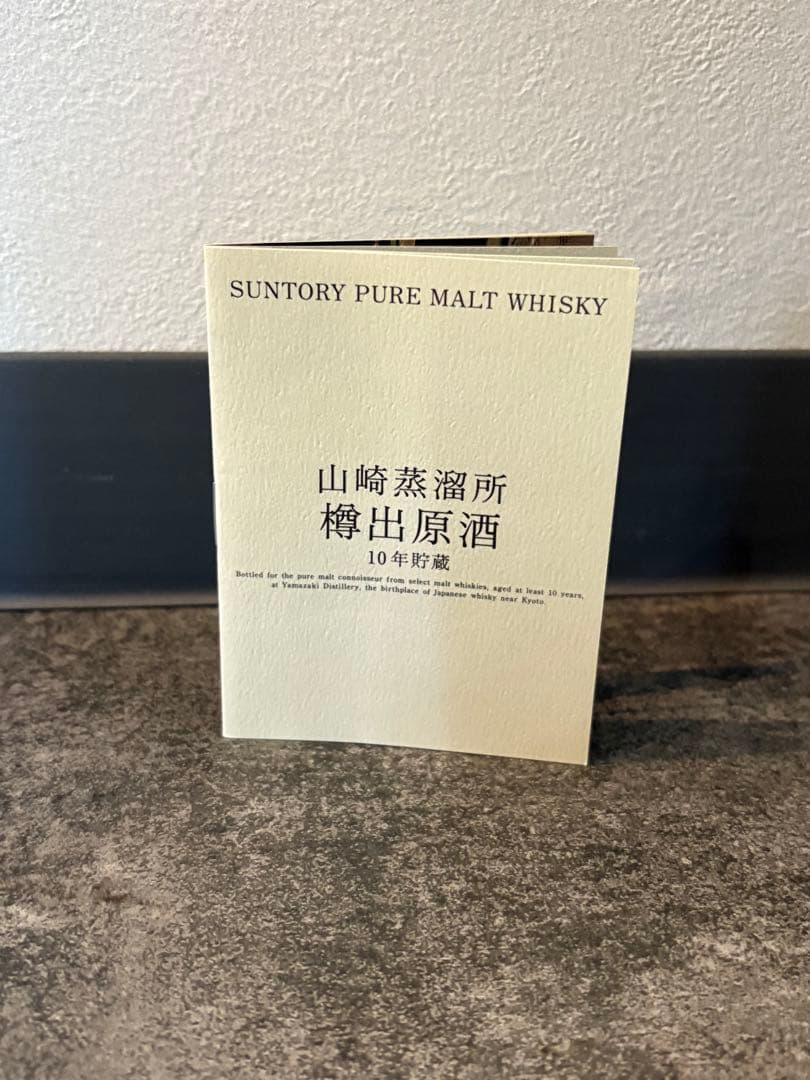 SUNTORY PURE MALT WHISKY
山崎蒸溜所
樽出原酒
10年貯蔵
Bottled for the pure malt connoisseur from select malt whiskies, aged at least 10 years,
at Yamazaki Distillery, the birthplace of Japanese whisky near Kyoto.